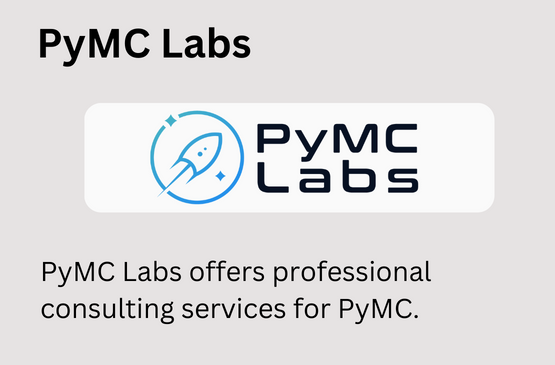 PyMC Labs
PyMC
Labs
PyMC Labs offers professional
consulting services for PyMC.